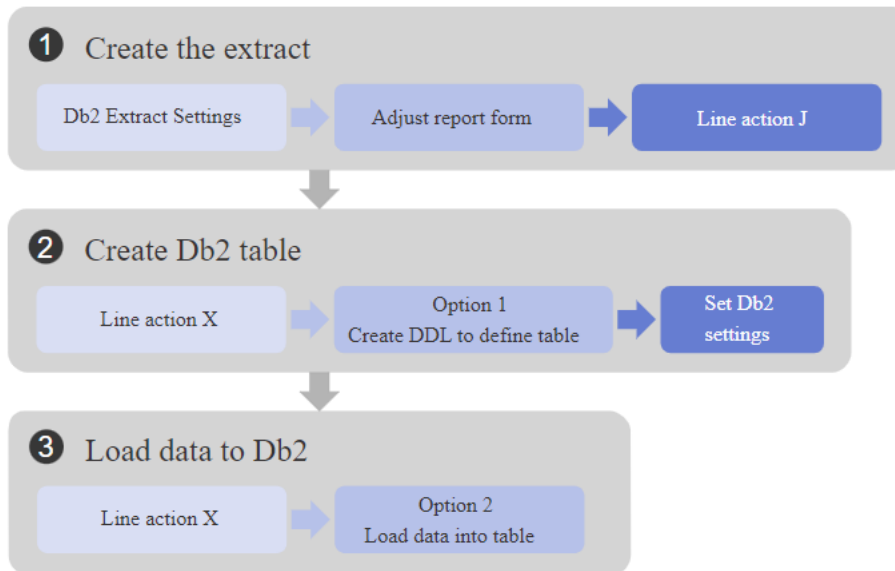 1 Create the extract
Db2 Extract Settings
Adjust report form
Line action J
2 Create Db2 table
Line action X
Option 1
Create DDL to define table
Set Db2
settings
3 Load data to Db2
Line action X
Option 2
Load data into table